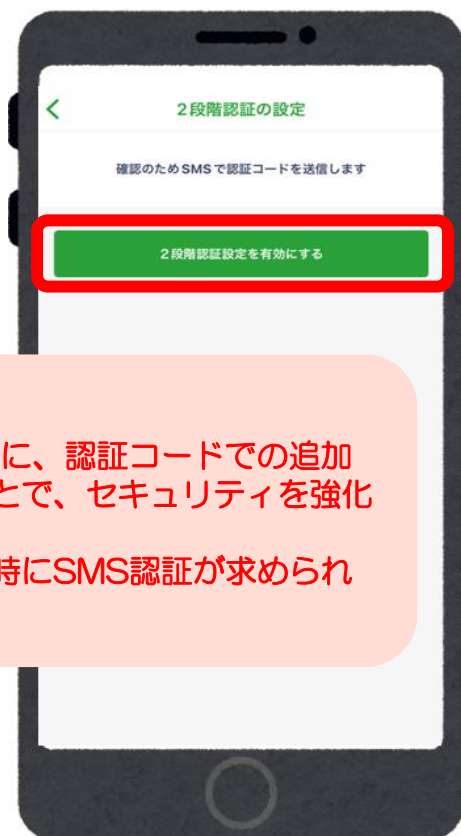 2段階認証の設定
確認のためSMSで認証コードを送信します
2段階認証設定を有効にする
に、認証コードでの追加
とで、セキュリティを強化
時にSMS認証が求められ